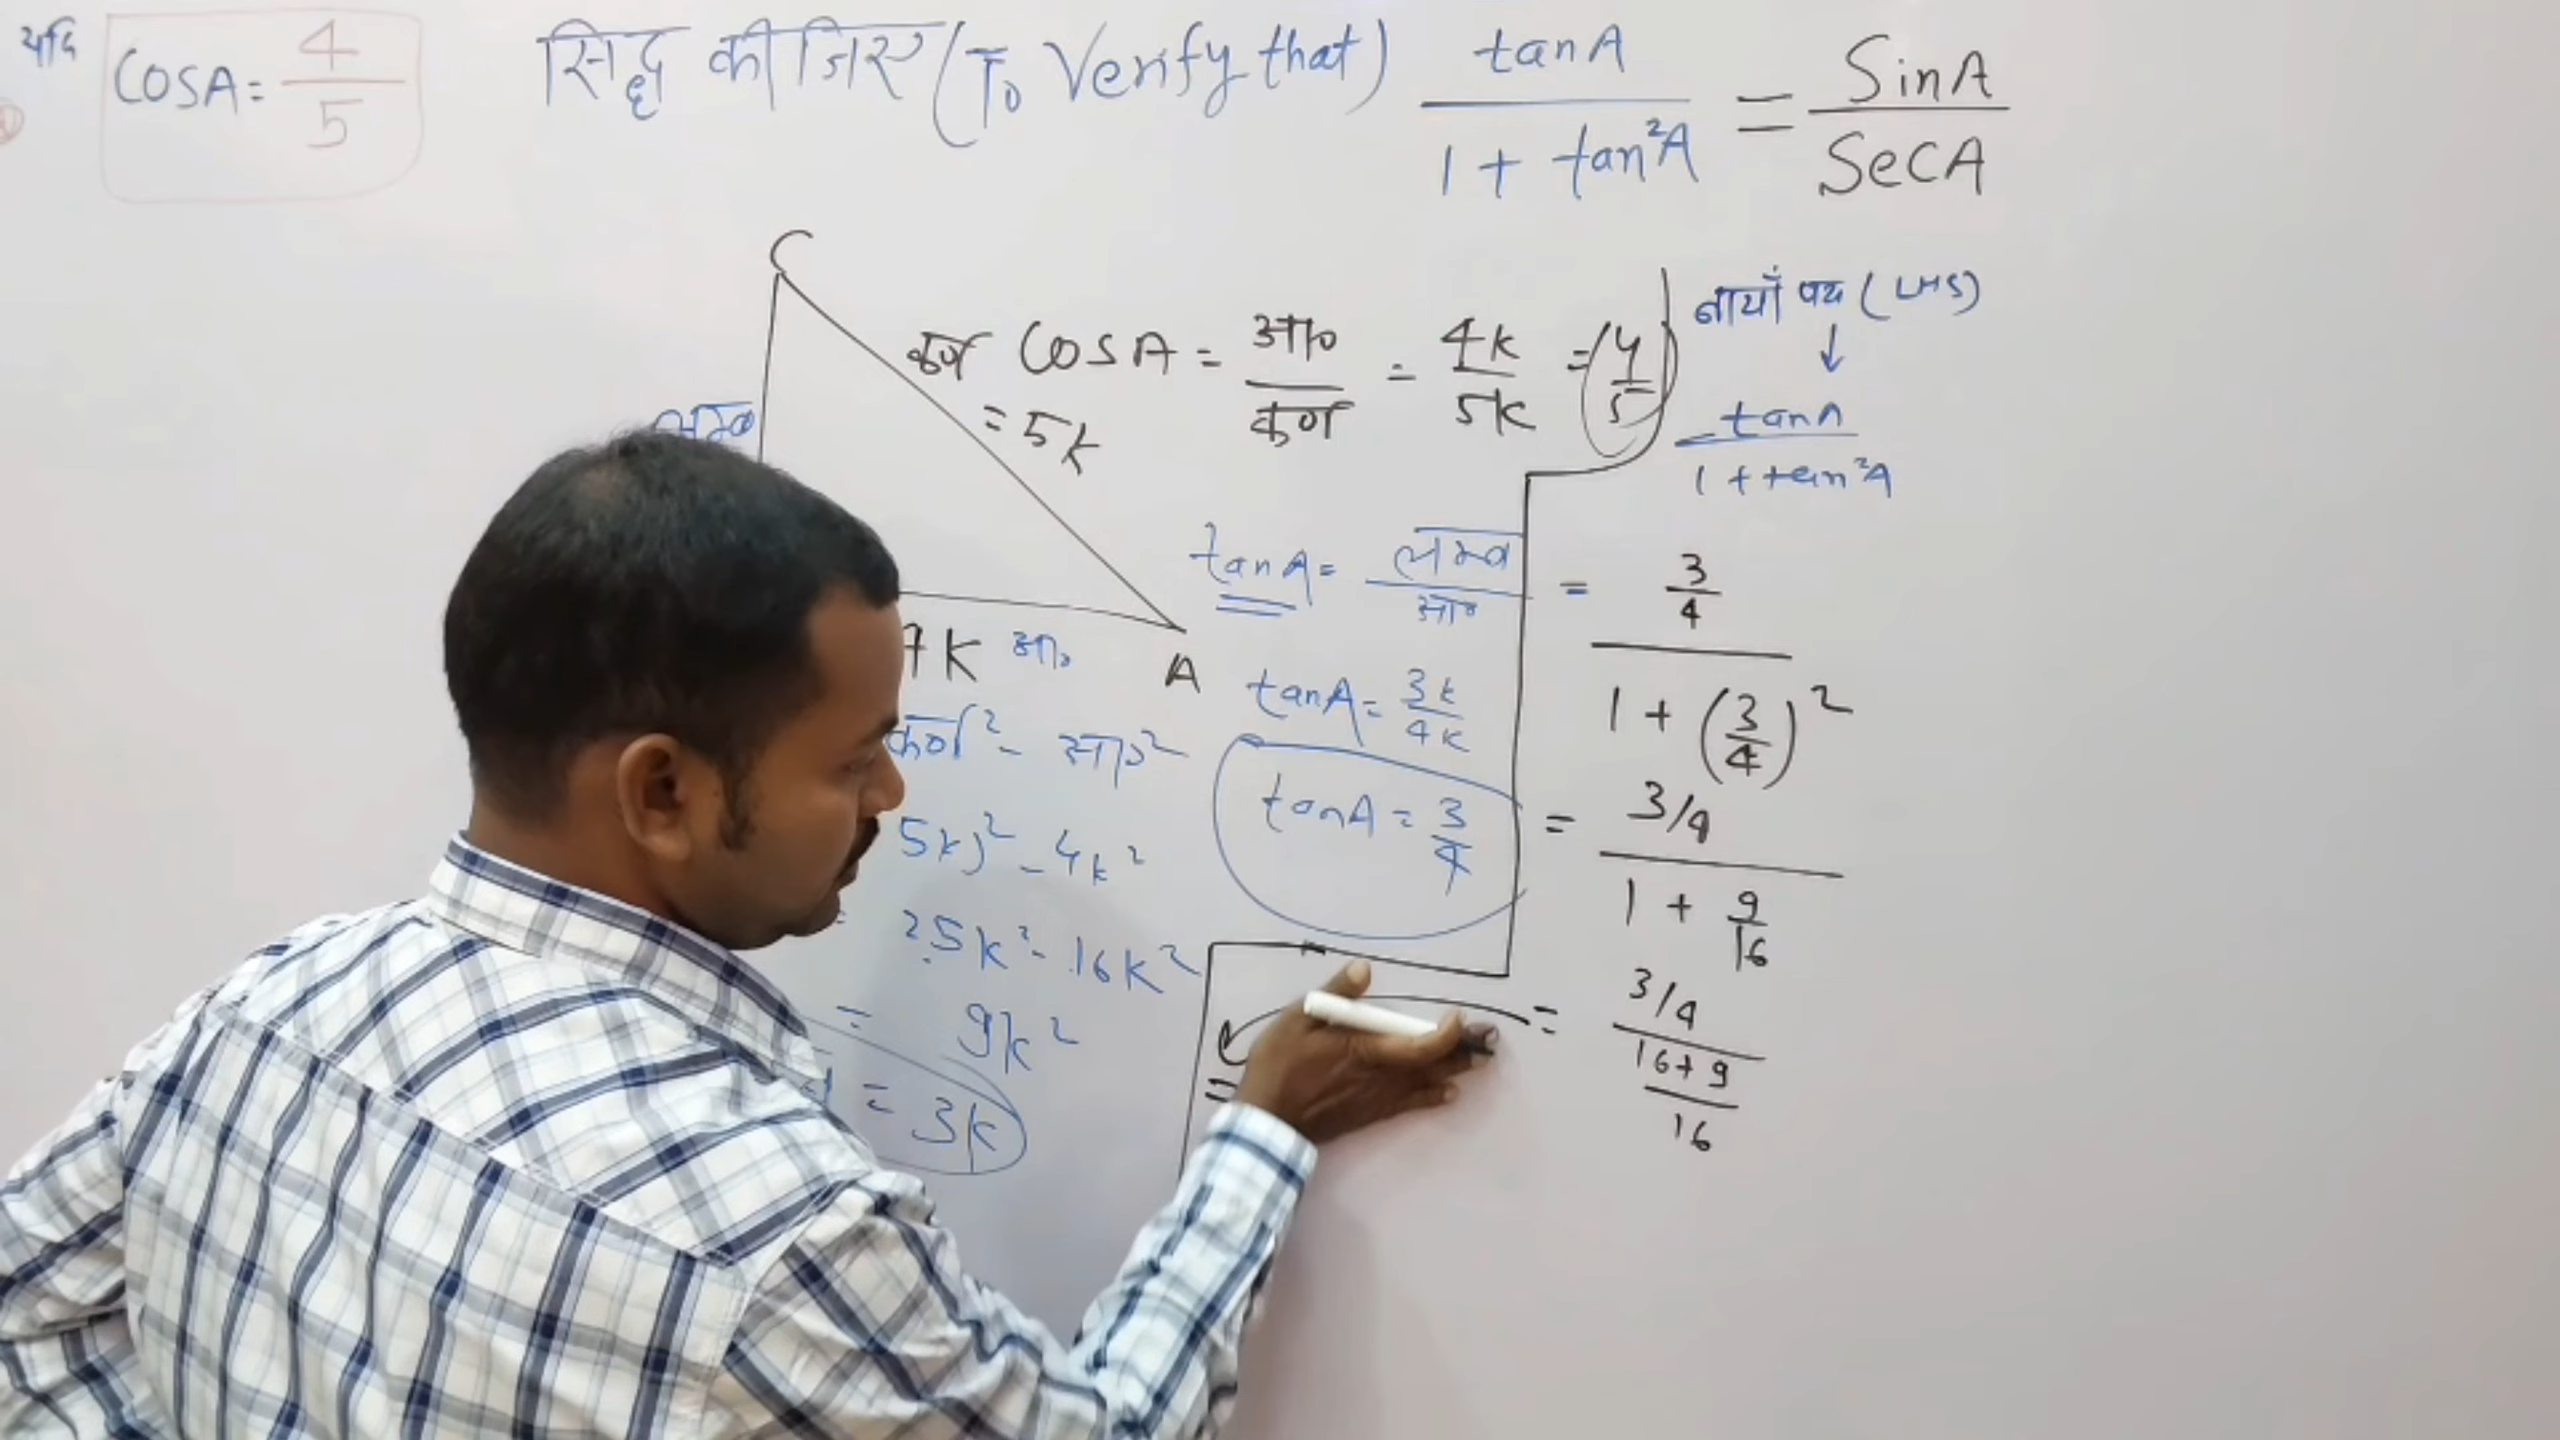 यदि COSA = 4/5 सिद्ध कीजिए (To Verify that) tanA / 1 + tan²A = SinA / SecA
C
कर्ण = 5k
COSA = आ० / कर्ण = 4k / 5k = 4/5
लम्ब
4K आ०
A
कर्ण² - आ०²
5k)² - 4k²
25k² - 16k²
= 9k²
= 3k
tanA = लम्ब / आ०
tanA = 3k / 4k
tanA = 3/4
बायाँ पक्ष (LHS)
↓
tanA / 1 + tan²A
= 3/4 / 1 + (3/4)²
= 3/4 / 1 + 9/16
= 3/4 / 16+9 / 16
=